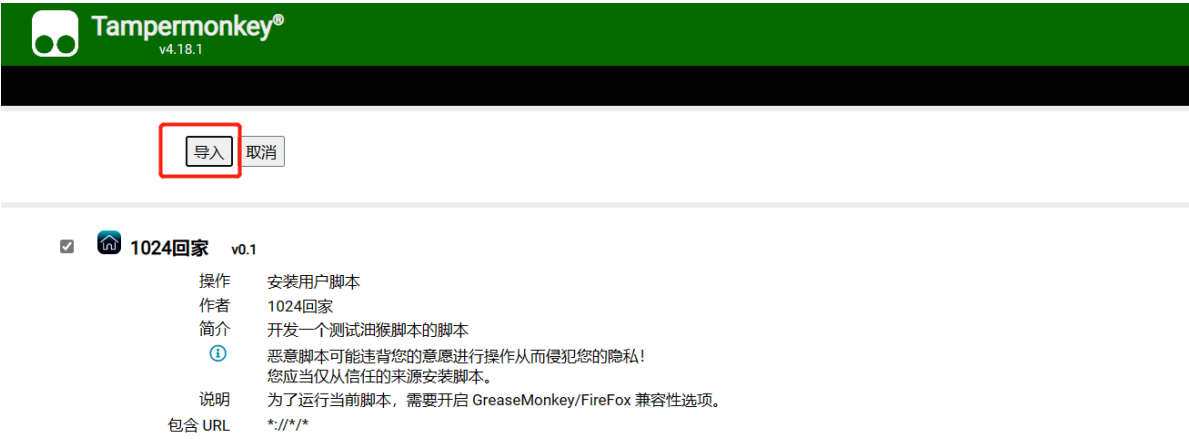 Tampermonkey®
v4.18.1
导入 取消
1024回家 v0.1
操作 安装用户脚本
作者 1024回家
简介 开发一个测试油猴脚本的脚本
恶意脚本可能违背您的意愿进行操作从而侵犯您的隐私!
您应当仅从信任的来源安装脚本。
说明 为了运行当前脚本，需要开启 GreaseMonkey/FireFox 兼容性选项。
包含 URL *://*/*